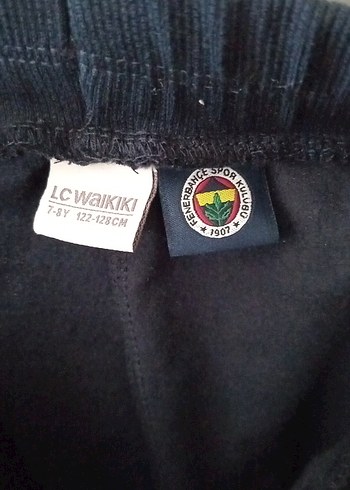 LC WAIKIKI
7-8Y 122-128CM
FENERBAHÇE SPOR KULÜBÜ
★ 1907 ★